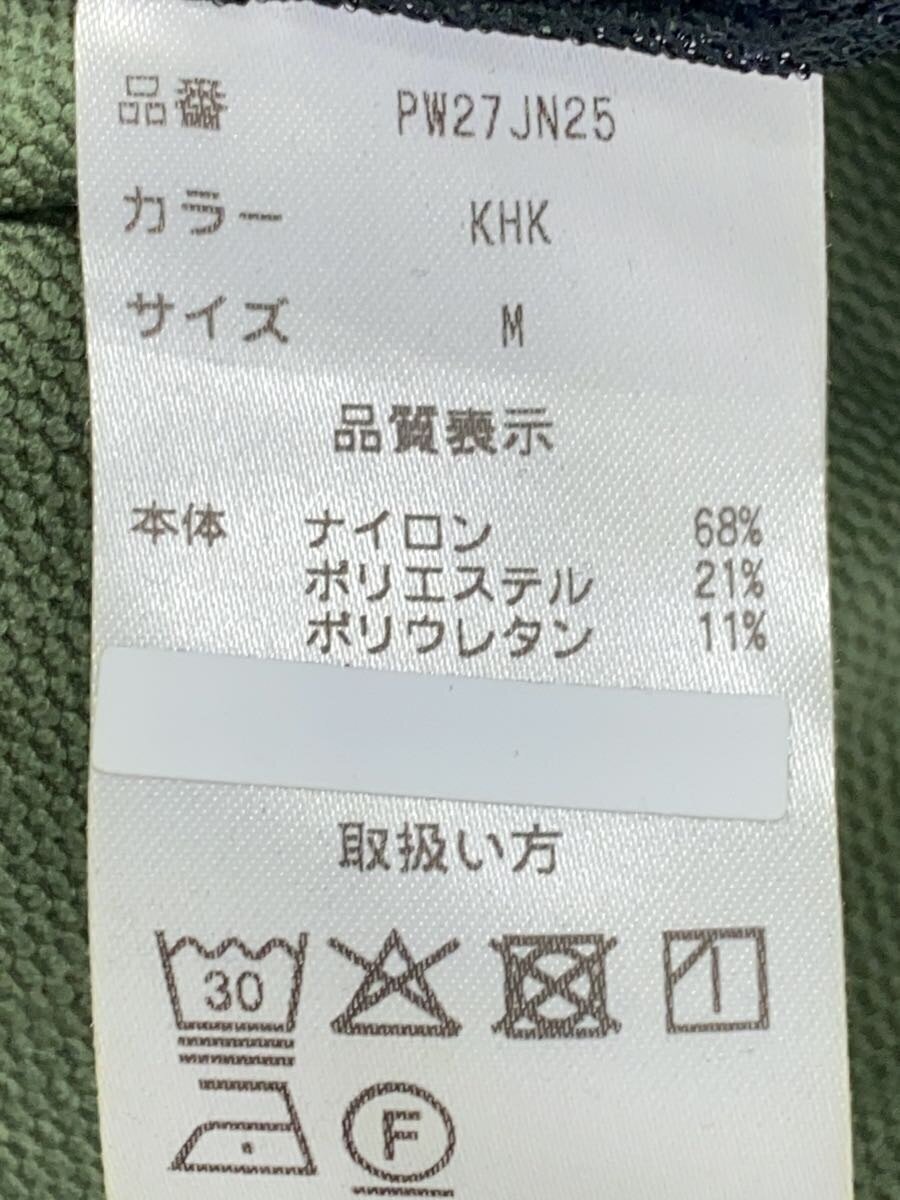 品番 PW27JN25
カラー KHK
サイズ M
品質表示
本体 ナイロン 68%
ポリエステル 21%
ポリウレタン 11%
取扱い方
30
F